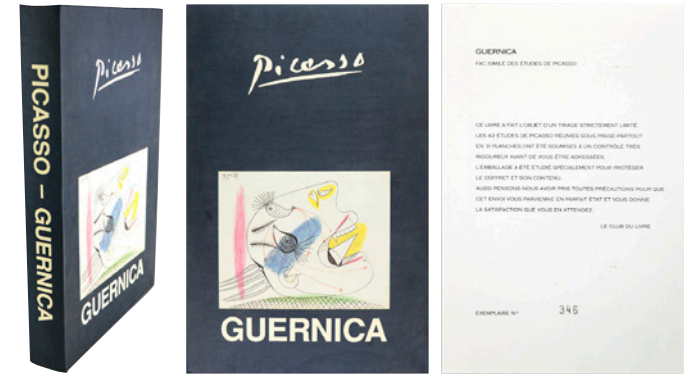 PICASSO – GUERNICA
Picasso
GUERNICA
Picasso
GUERNICA
GUERNICA
FAC-SIMILÉ DES ÉTUDES DE PICASSO
CE LIVRE A FAIT L'OBJET D'UN TIRAGE STRICTEMENT LIMITÉ.
LES 42 ÉTUDES DE PICASSO RÉUNIES SOUS PRISE PARTOUT
EN 31 PLANCHES ONT ÉTÉ SOUMISES À UN CONTRÔLE TRÈS
RIGOUREUX AVANT DE VOUS ÊTRE ADRESSÉES.
L'EMBALLAGE A ÉTÉ ÉTUDIÉ SPÉCIALEMENT POUR PROTÉGER
LE COFFRET ET SON CONTENU.
AUSSI PENSONS-NOUS AVOIR PRIS TOUTES PRÉCAUTIONS POUR QUE
CET ENVOI VOUS PARVIENNE EN PARFAIT ÉTAT ET VOUS DONNE
LA SATISFACTION QUE VOUS EN ATTENDEZ.
LE CLUB DU LIVRE
EXEMPLAIRE N° 346